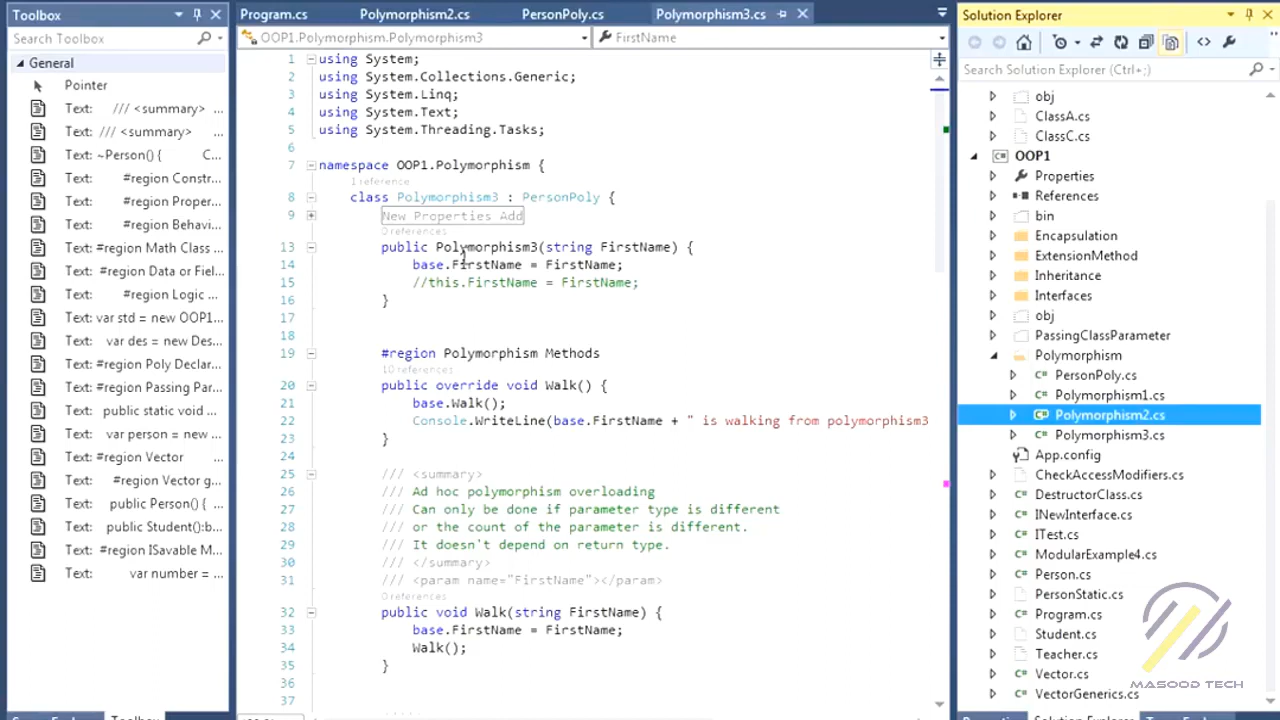 Toolbox
Search Toolbox
General
Pointer
Text: /// <summary> ...
Text: /// <summary> ...
Text: ~Person() { C...
Text: #region Constr...
Text: #region Proper...
Text: #region Behavi...
Text: #region Math Class ...
Text: #region Data or Fiel...
Text: #region Logic ...
Text: var std = new OOP1...
Text: var des = new Des...
Text: #region Poly Declar...
Text: #region Passing Par...
Text: public static void ...
Text: var person = new ...
Text: #region Vector
Text: #region Vector g...
Text: public Person() { ...
Text: public Student():b...
Text: #region ISavable M...
Text: var number = ...
Program.cs Polymorphism2.cs PersonPoly.cs Polymorphism3.cs
OOP1.Polymorphism.Polymorphism3 FirstName
1 using System;
2 using System.Collections.Generic;
3 using System.Linq;
4 using System.Text;
5 using System.Threading.Tasks;
6
7 namespace OOP1.Polymorphism {
1 reference
8 class Polymorphism3 : PersonPoly {
9 New Properties Add
0 references
13 public Polymorphism3(string FirstName) {
14 base.FirstName = FirstName;
15 //this.FirstName = FirstName;
16 }
17
18
19 #region Polymorphism Methods
10 references
20 public override void Walk() {
21 base.Walk();
22 Console.WriteLine(base.FirstName + " is walking from polymorphism3
23 }
24
25 /// <summary>
26 /// Ad hoc polymorphism overloading
27 /// Can only be done if parameter type is different
28 /// or the count of the parameter is different.
29 /// It doesn't depend on return type.
30 /// </summary>
31 /// <param name="FirstName"></param>
0 references
32 public void Walk(string FirstName) {
33 base.FirstName = FirstName;
34 Walk();
35 }
36
37
Solution Explorer
Search Solution Explorer (Ctrl+;)
obj
ClassA.cs
ClassC.cs
OOP1
Properties
References
bin
Encapsulation
ExtensionMethod
Inheritance
Interfaces
obj
PassingClassParameter
Polymorphism
PersonPoly.cs
Polymorphism1.cs
Polymorphism2.cs
Polymorphism3.cs
App.config
CheckAccessModifiers.cs
DestructorClass.cs
INewInterface.cs
ITest.cs
ModularExample4.cs
Person.cs
PersonStatic.cs
Program.cs
Student.cs
Teacher.cs
Vector.cs
VectorGenerics.cs
MASOOD TECH
Toolbox
Solution Explorer